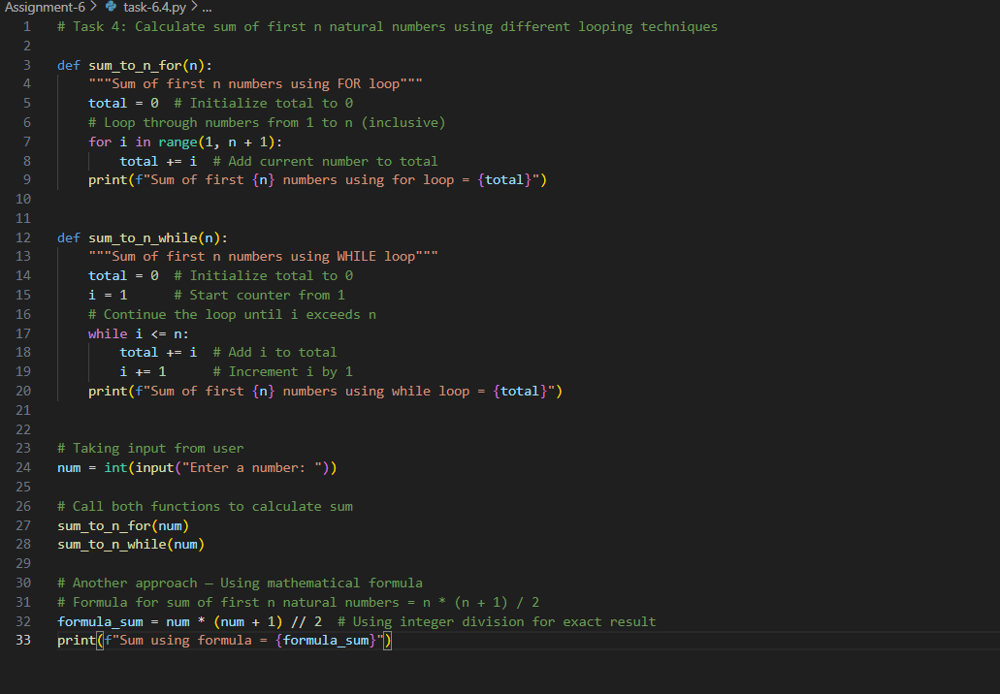 Assignment-6 > task-6.4.py > ...
1 # Task 4: Calculate sum of first n natural numbers using different looping techniques
2
3 def sum_to_n_for(n):
4     """Sum of first n numbers using FOR loop"""
5     total = 0  # Initialize total to 0
6     # Loop through numbers from 1 to n (inclusive)
7     for i in range(1, n + 1):
8         total += i  # Add current number to total
9     print(f"Sum of first {n} numbers using for loop = {total}")
10
11
12 def sum_to_n_while(n):
13     """Sum of first n numbers using WHILE loop"""
14     total = 0  # Initialize total to 0
15     i = 1      # Start counter from 1
16     # Continue the loop until i exceeds n
17     while i <= n:
18         total += i  # Add i to total
19         i += 1      # Increment i by 1
20     print(f"Sum of first {n} numbers using while loop = {total}")
21
22
23 # Taking input from user
24 num = int(input("Enter a number: "))
25
26 # Call both functions to calculate sum
27 sum_to_n_for(num)
28 sum_to_n_while(num)
29
30 # Another approach – Using mathematical formula
31 # Formula for sum of first n natural numbers = n * (n + 1) / 2
32 formula_sum = num * (num + 1) // 2  # Using integer division for exact result
33 print(f"Sum using formula = {formula_sum}")